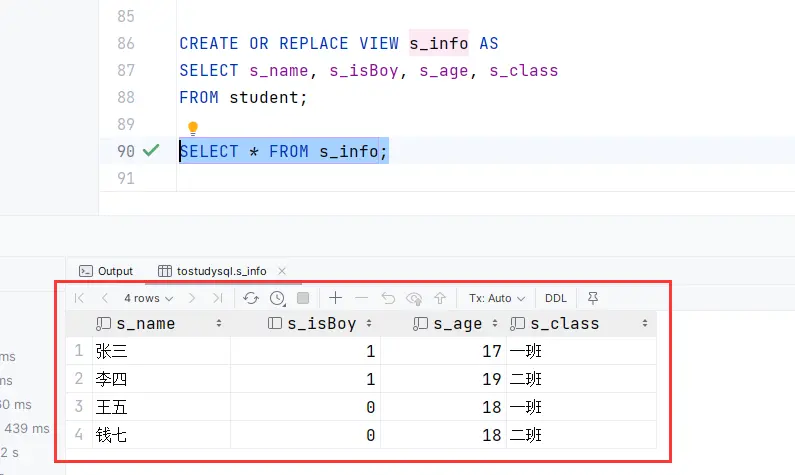 85
86 CREATE OR REPLACE VIEW s_info AS
87 SELECT s_name, s_isBoy, s_age, s_class
88 FROM student;
89
90 SELECT * FROM s_info;
91
Output tostudysql.s_info
4 rows Tx: Auto DDL
s_name s_isBoy s_age s_class
1 张三 1 17 一班
2 李四 1 19 二班
3 王五 0 18 一班
4 钱七 0 18 二班
ms
ns
60 ms
439 ms
2 s